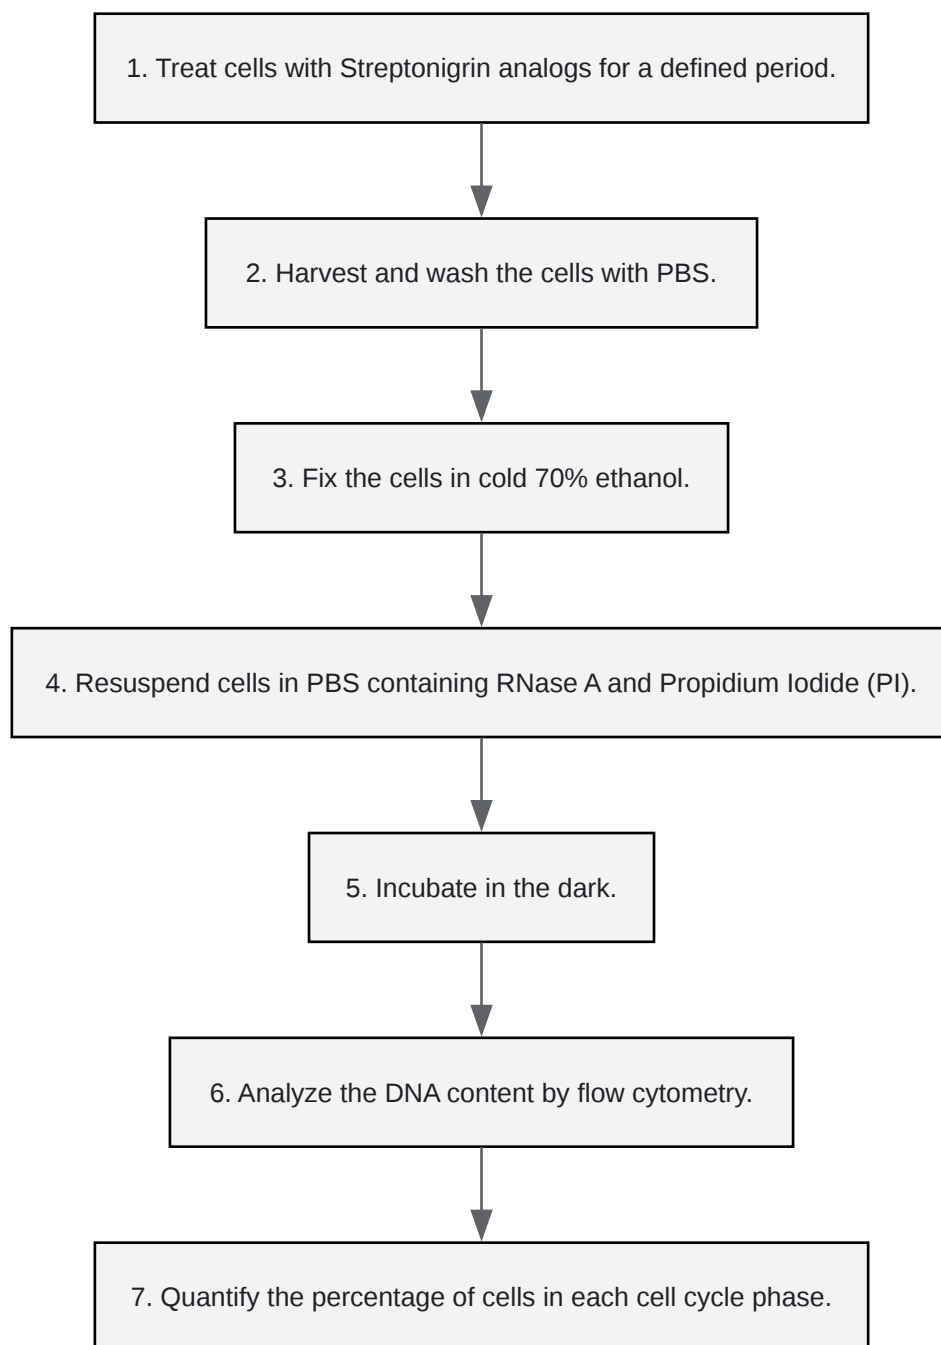 1. Treat cells with Streptonigrin analogs for a defined period.
2. Harvest and wash the cells with PBS.
3. Fix the cells in cold 70% ethanol.
4. Resuspend cells in PBS containing RNase A and Propidium Iodide (PI).
5. Incubate in the dark.
6. Analyze the DNA content by flow cytometry.
7. Quantify the percentage of cells in each cell cycle phase.